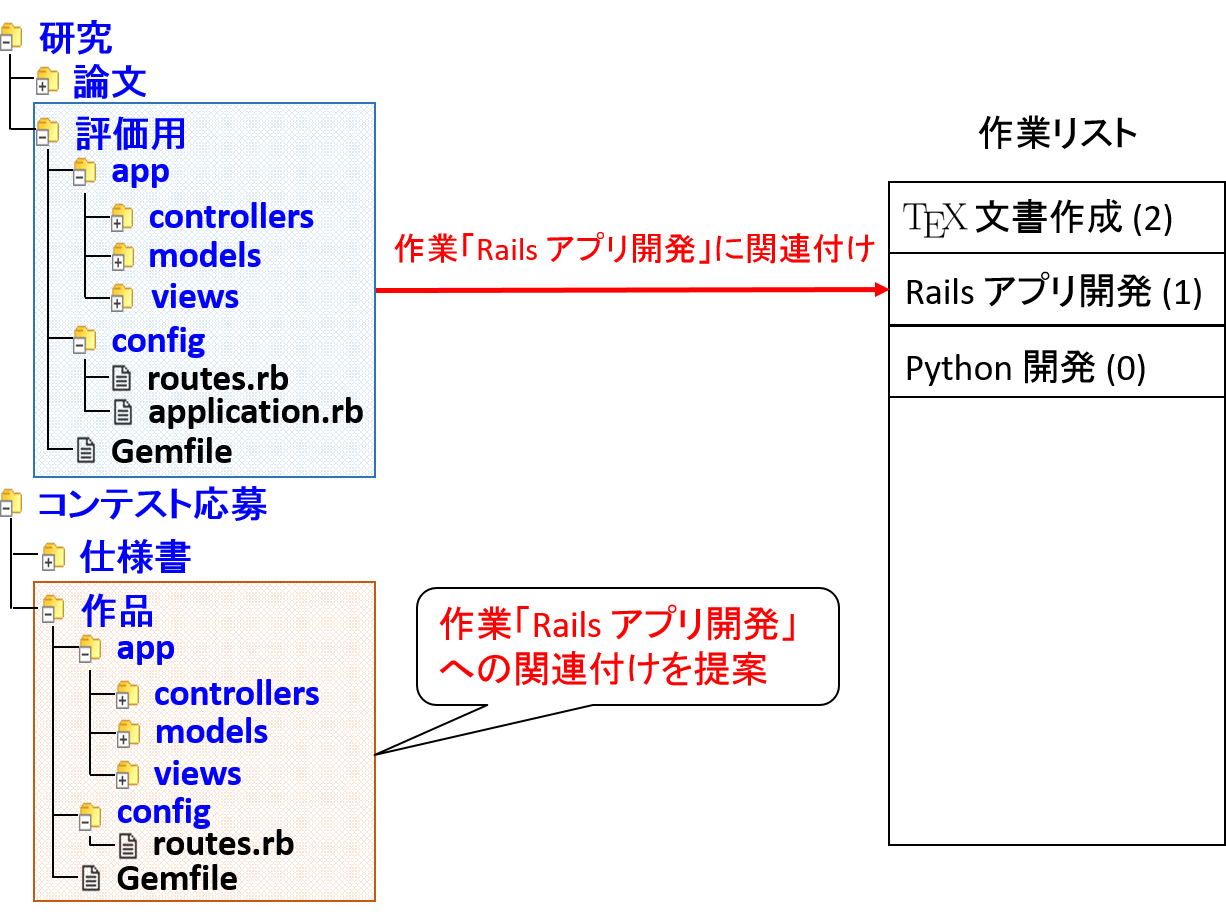 研究
論文
評価用
app
controllers
models
views
config
routes.rb
application.rb
Gemfile
コンテスト応募
仕様書
作品
app
controllers
models
views
config
routes.rb
Gemfile
作業「Rails アプリ開発」に関連付け
作業「Rails アプリ開発」
への関連付けを提案
作業リスト
TEX 文書作成 (2)
Rails アプリ開発 (1)
Python 開発 (0)